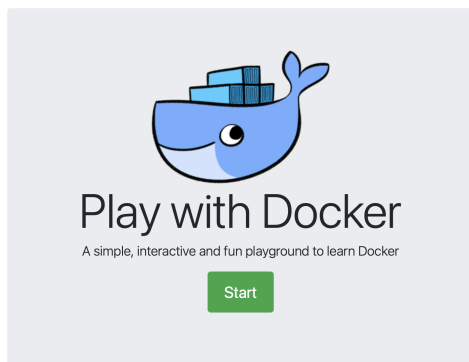 Play with Docker
A simple, interactive and fun playground to learn Docker
Start